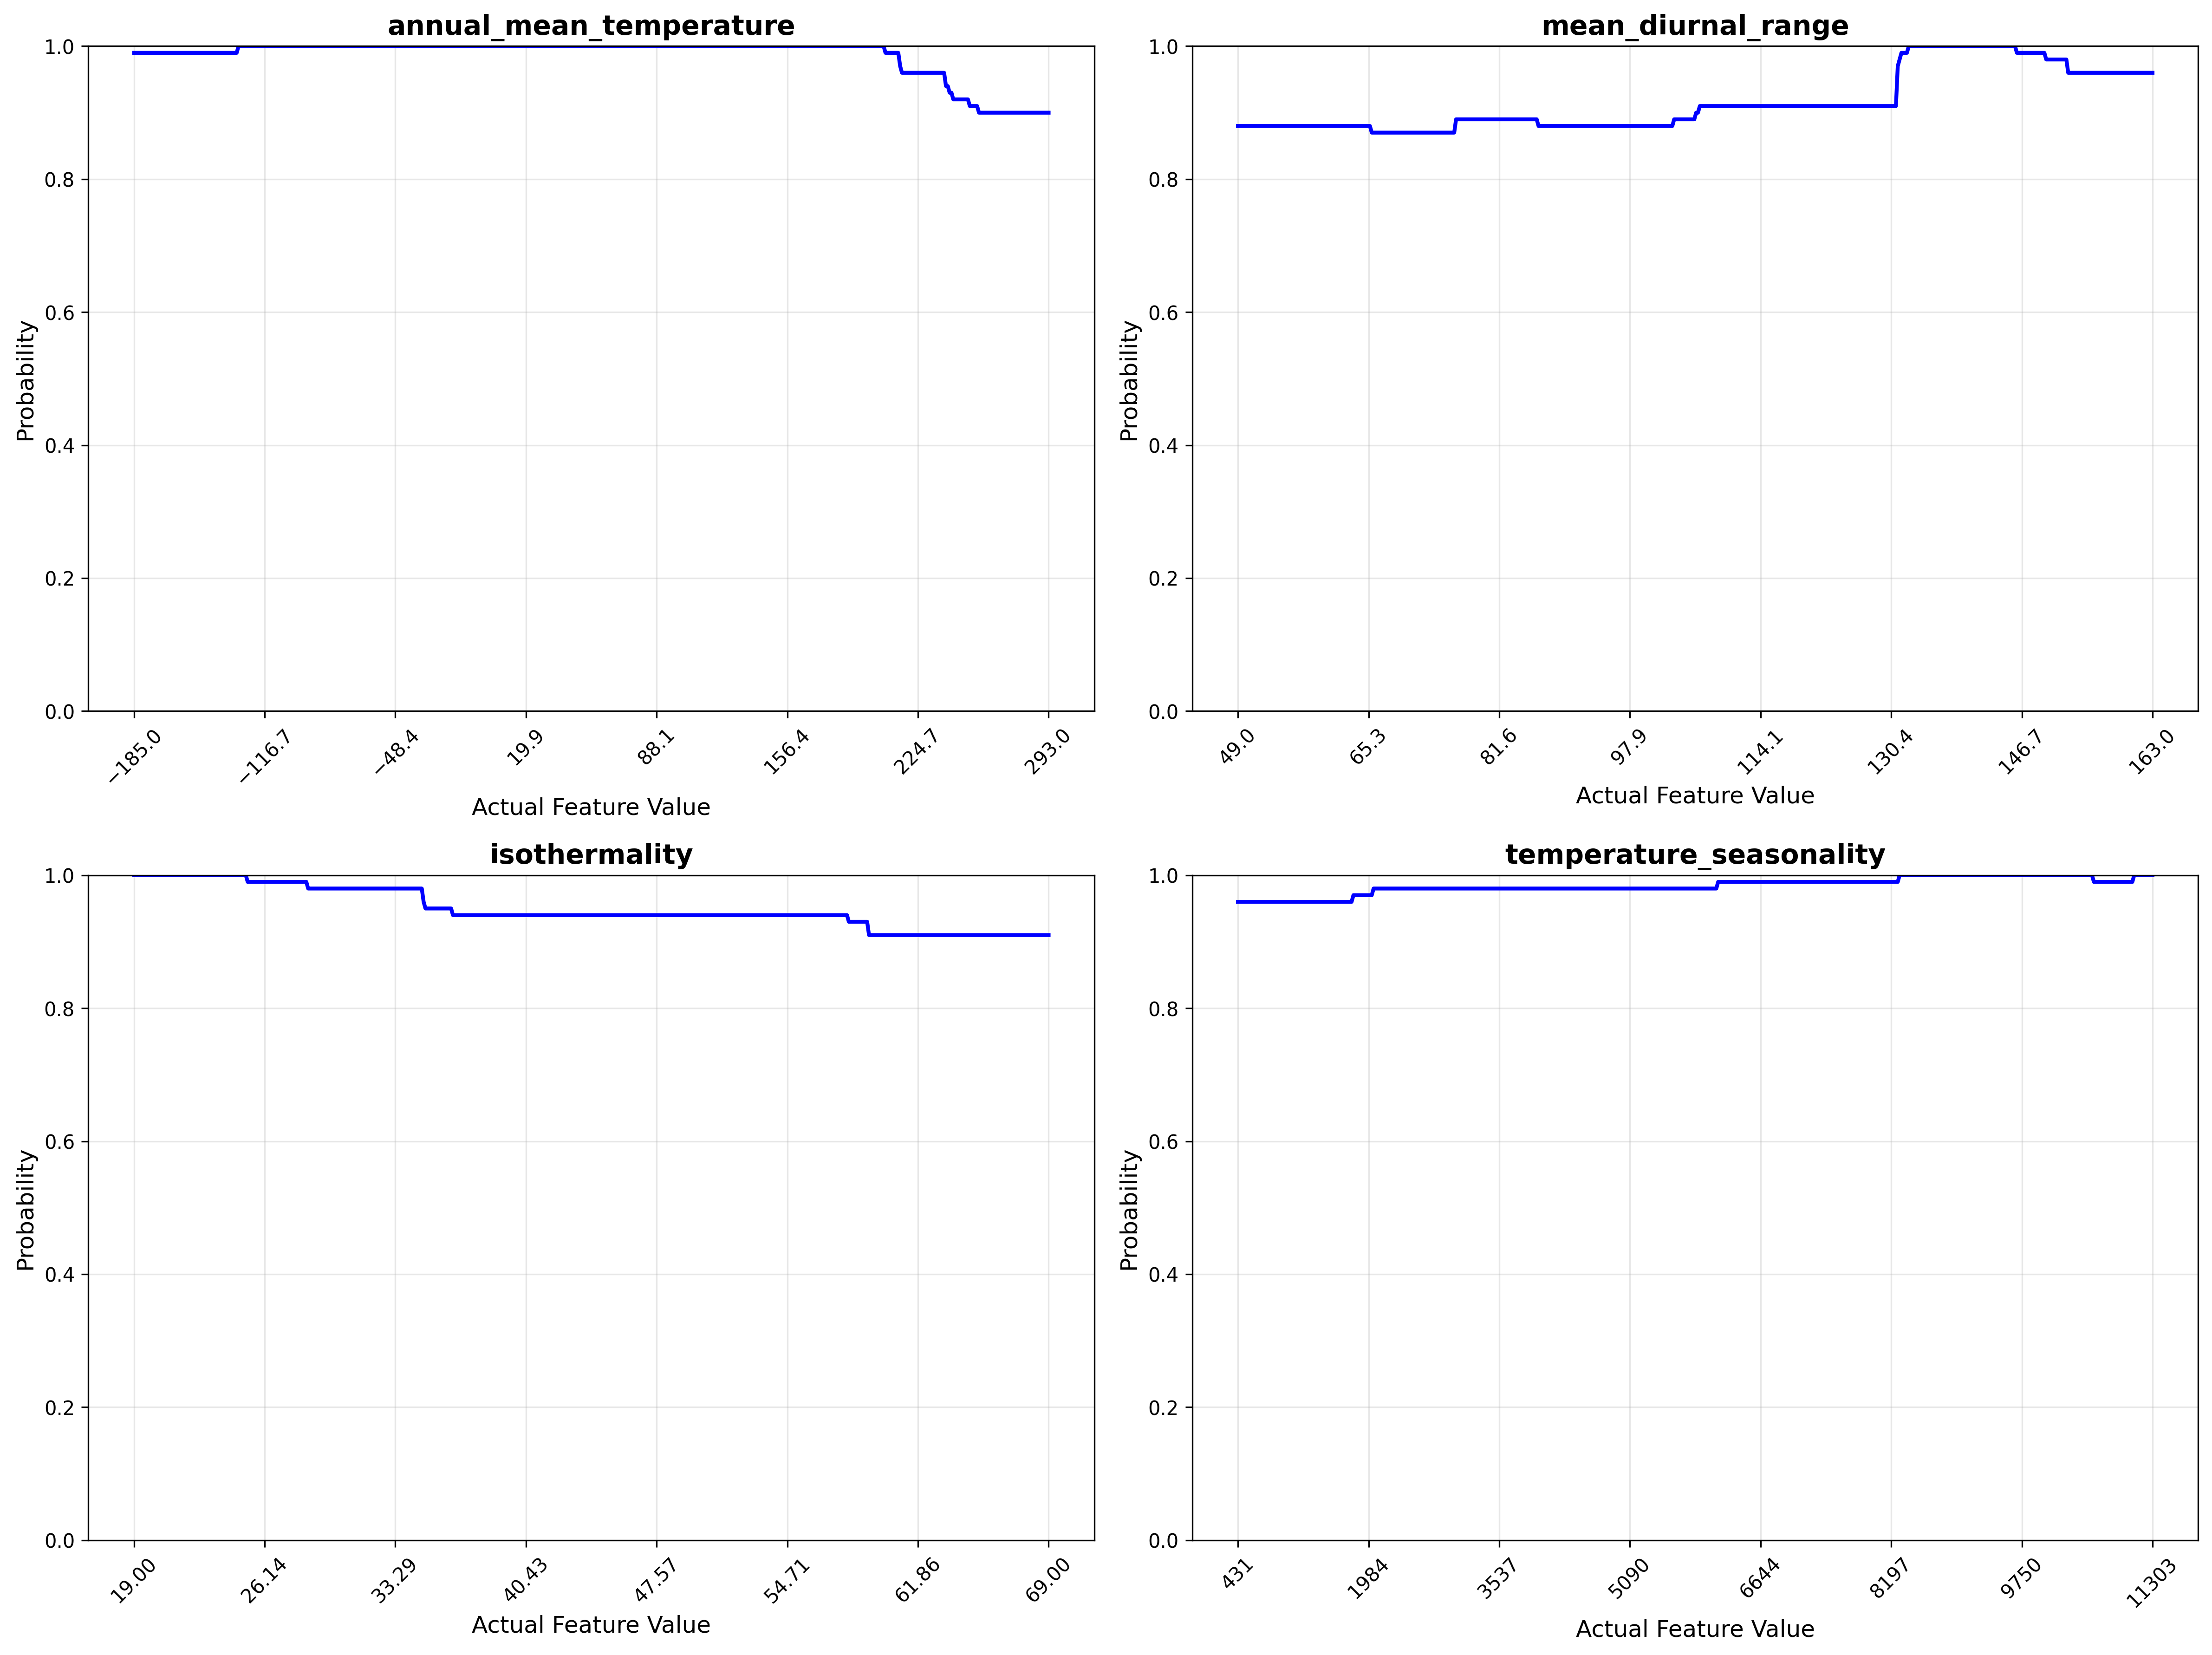 annual_mean_temperature
1.0
0.8
0.6
0.4
0.2
0.0
Probability
−185.0 −116.7 −48.4 19.9 88.1 156.4 224.7 293.0
Actual Feature Value
mean_diurnal_range
1.0
0.8
0.6
0.4
0.2
0.0
Probability
49.0 65.3 81.6 97.9 114.1 130.4 146.7 163.0
Actual Feature Value
isothermality
1.0
0.8
0.6
0.4
0.2
0.0
Probability
19.00 26.14 33.29 40.43 47.57 54.71 61.86 69.00
Actual Feature Value
temperature_seasonality
1.0
0.8
0.6
0.4
0.2
0.0
Probability
431 1984 3537 5090 6644 8197 9750 11303
Actual Feature Value